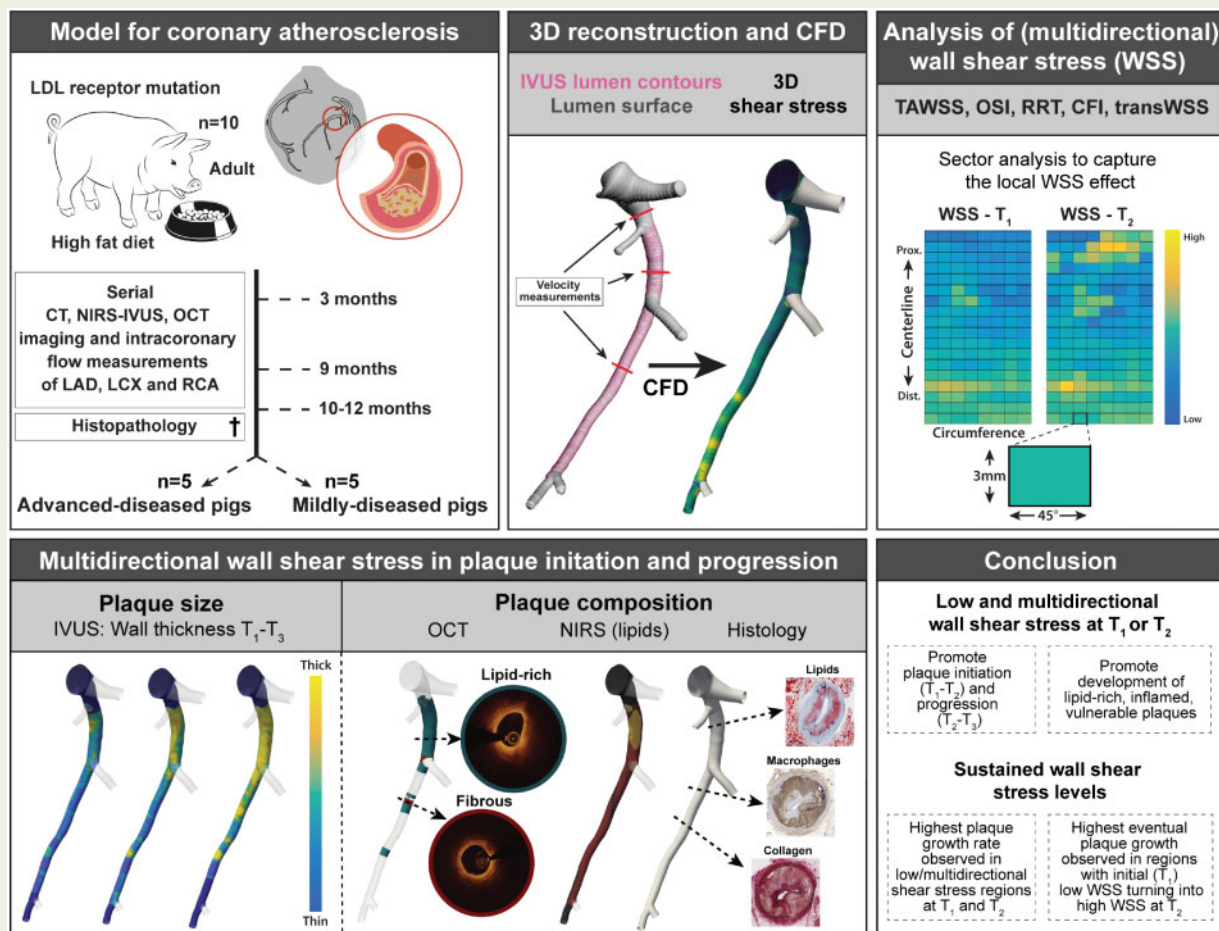 Model for coronary atherosclerosis
LDL receptor mutation
n=10
Adult
High fat diet
Serial
CT, NIRS-IVUS, OCT
imaging and intracoronary
flow measurements
of LAD, LCX and RCA
Histopathology †
3 months
9 months
10-12 months
n=5
Advanced-diseased pigs
n=5
Mildly-diseased pigs
3D reconstruction and CFD
IVUS lumen contours
Lumen surface
3D
shear stress
Velocity
measurements
CFD
Analysis of (multidirectional)
wall shear stress (WSS)
TAWSS, OSI, RRT, CFI, transWSS
Sector analysis to capture
the local WSS effect
WSS - T1
WSS - T2
Prox.
Centerline
Dist.
High
Low
Circumference
3mm
45°
Multidirectional wall shear stress in plaque initation and progression
Plaque size
IVUS: Wall thickness T1-T3
Thick
Thin
Plaque composition
OCT
NIRS (lipids)
Histology
Lipid-rich
Fibrous
Lipids
Macrophages
Collagen
Conclusion
Low and multidirectional
wall shear stress at T1 or T2
Promote
plaque initiation
(T1-T2) and
progression
(T2-T3)
Promote
development of
lipid-rich, inflamed,
vulnerable plaques
Sustained wall shear
stress levels
Highest plaque
growth rate
observed in
low/multidirectional
shear stress regions
at T1 and T2
Highest eventual
plaque growth
observed in regions
with initial (T1)
low WSS turning into
high WSS at T2